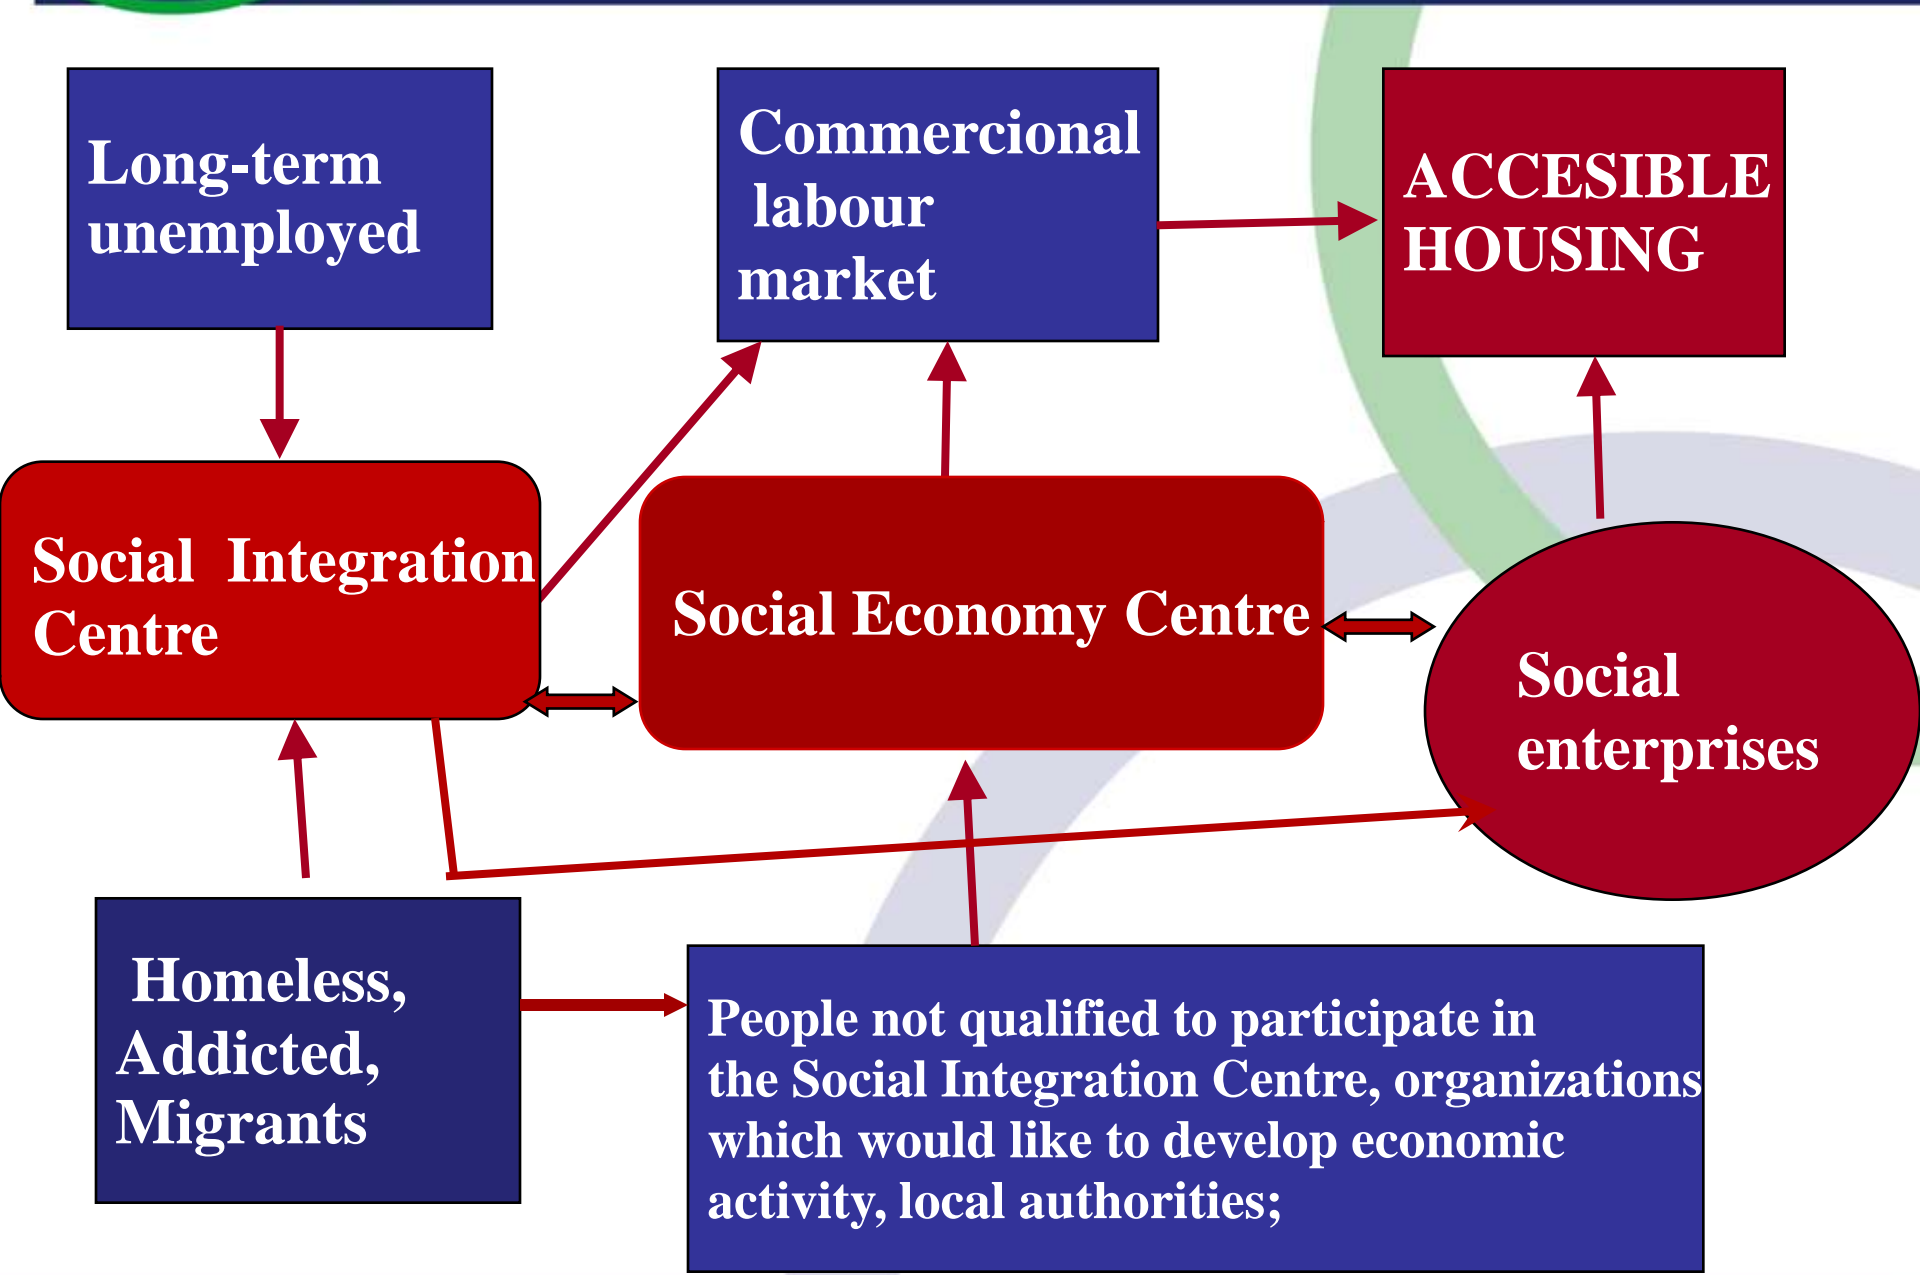 Long-term
unemployed
Commercional
labour
market
ACCESIBLE
HOUSING
Social Integration
Centre
Social Economy Centre
Social
enterprises
Homeless,
Addicted,
Migrants
People not qualified to participate in
the Social Integration Centre, organizations
which would like to develop economic
activity, local authorities;